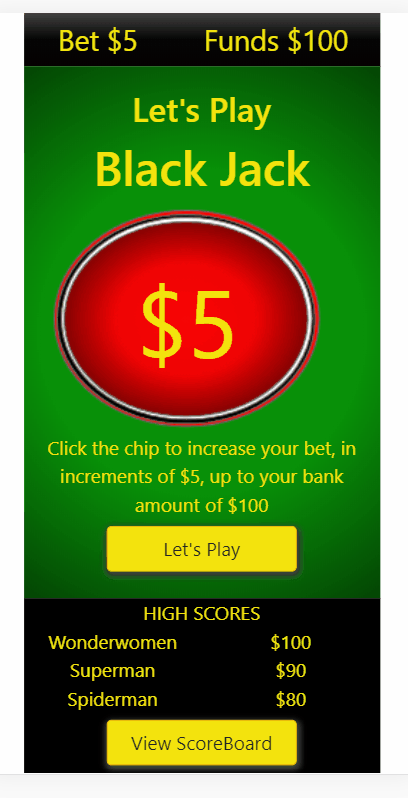 Bet $5 Funds $100
Let's Play
Black Jack
$5
Click the chip to increase your bet, in
increments of $5, up to your bank
amount of $100
Let's Play
HIGH SCORES
Wonderwomen $100
Superman $90
Spiderman $80
View ScoreBoard